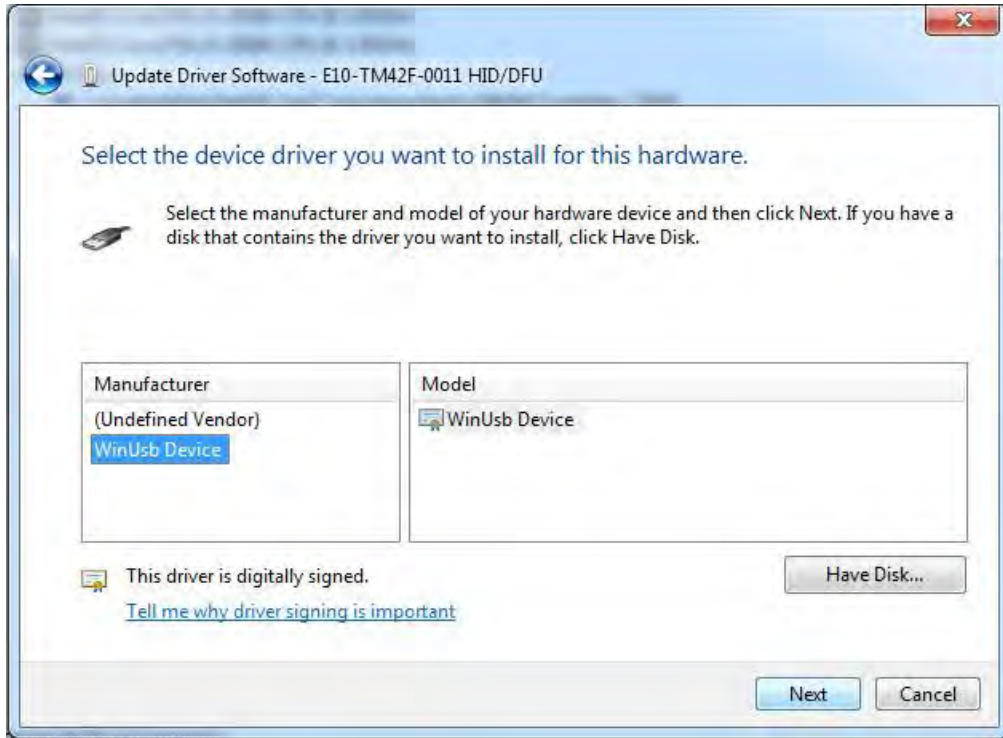 Update Driver Software - E10-TM42F-0011 HID/DFU
Select the device driver you want to install for this hardware.
Select the manufacturer and model of your hardware device and then click Next. If you have a
disk that contains the driver you want to install, click Have Disk.
Manufacturer
(Undefined Vendor)
WinUsb Device
Model
WinUsb Device
This driver is digitally signed.
Tell me why driver signing is important
Have Disk...
Next
Cancel